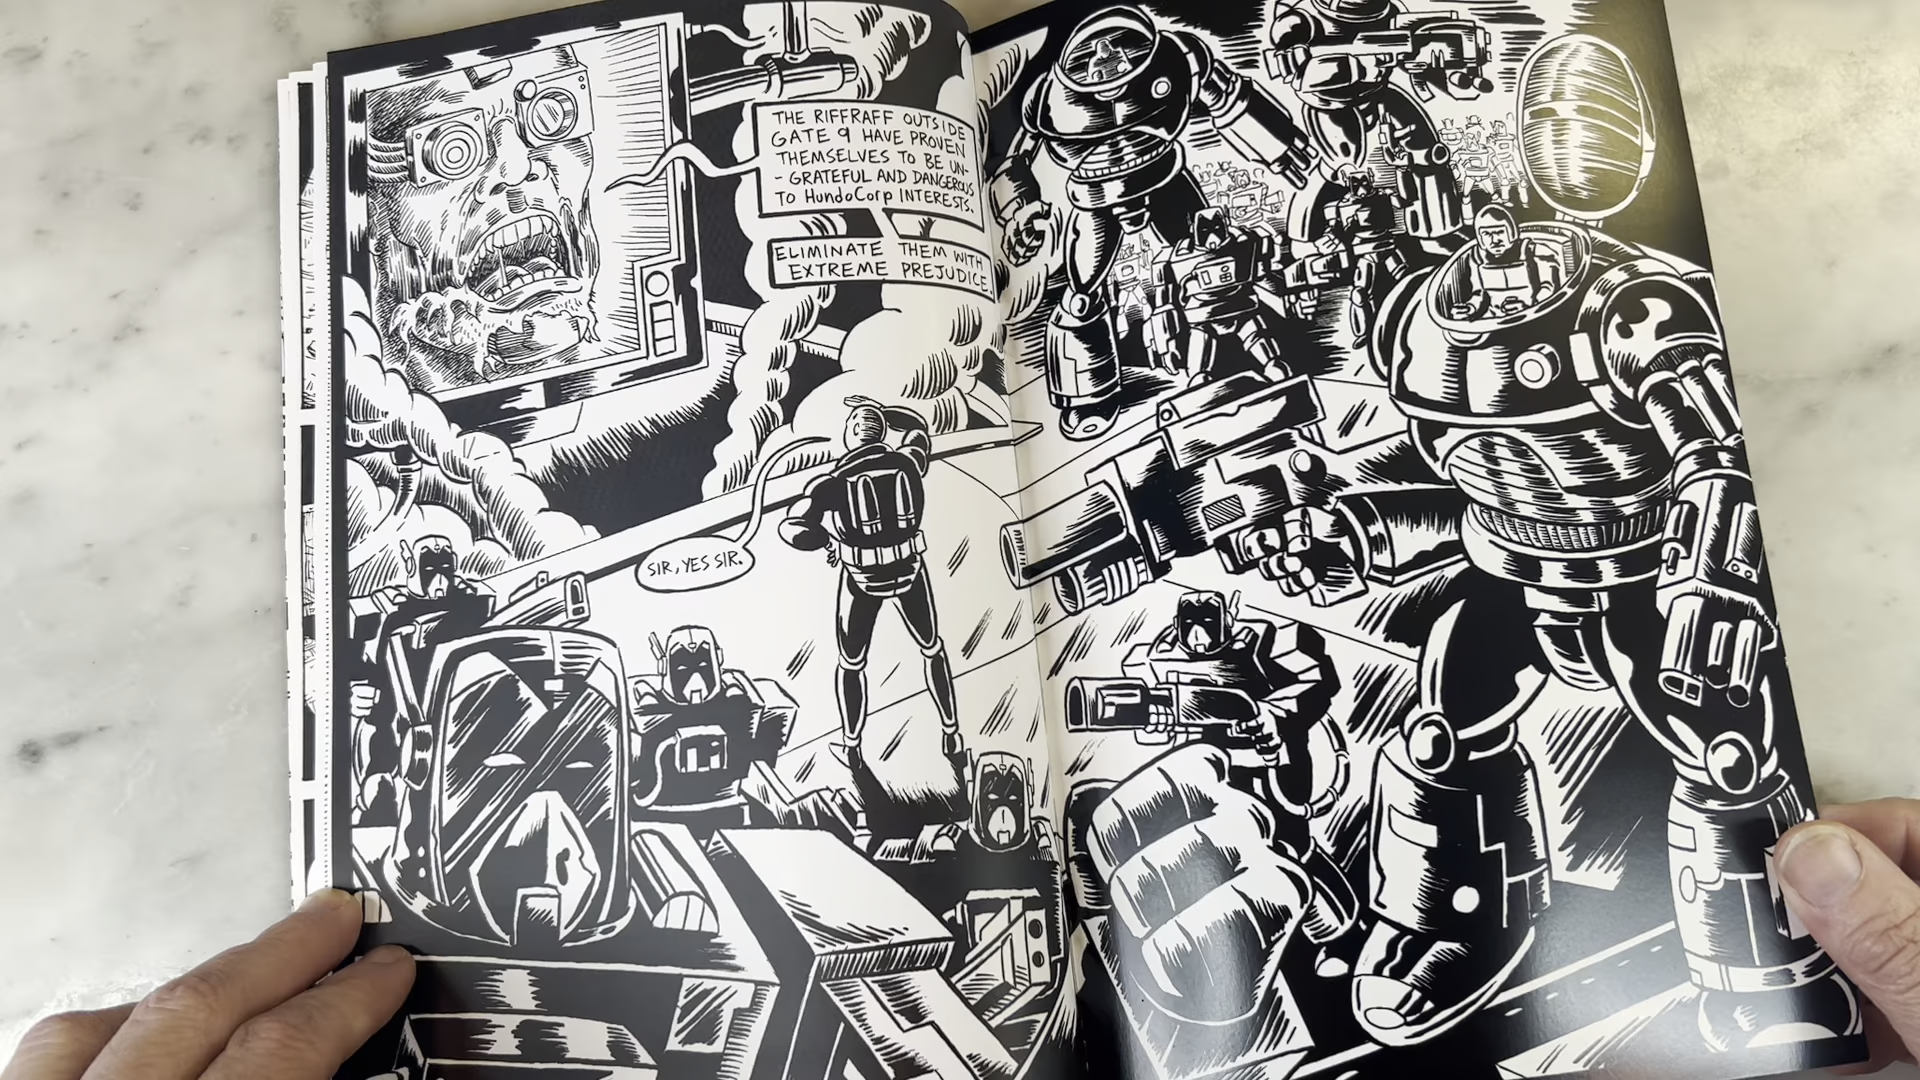 THE RIFFRAFF OUTSIDE
GATE 9 HAVE PROVEN
THEMSELVES TO BE UN-
- GRATEFUL AND DANGEROUS
TO HundoCorp INTERESTS.
ELIMINATE THEM WITH
EXTREME PREJUDICE.
SIR, YES SIR.